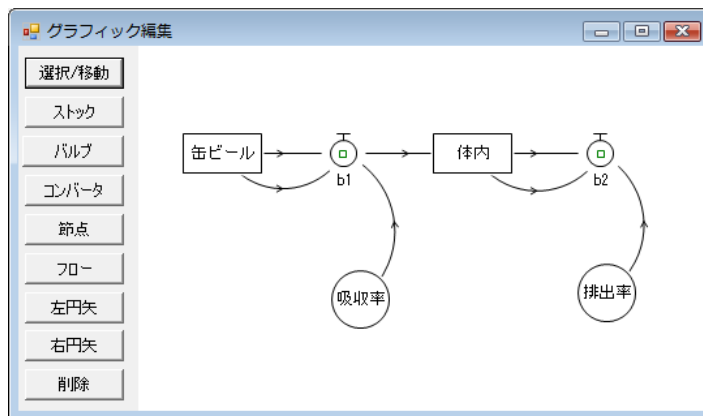 グラフィック編集
選択/移動
ストック
バルブ
コンバータ
節点
フロー
左円矢
右円矢
削除
缶ビール
b1
体内
b2
吸収率
排出率